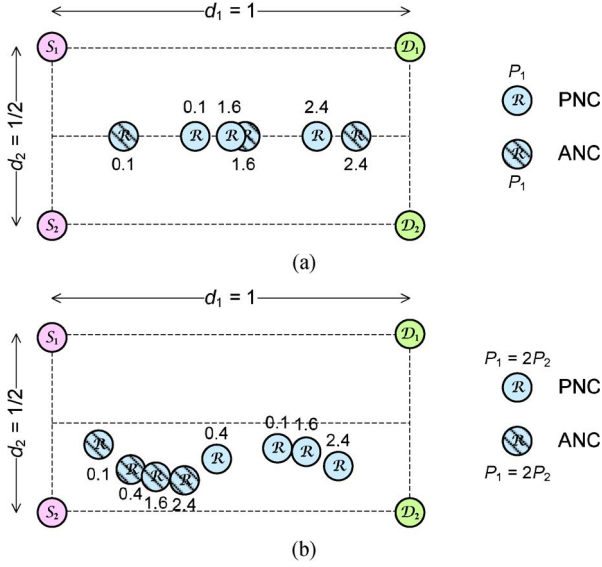 d₁ = 1
S₁
D₁
P₁
0.1 1.6 2.4
R PNC
d₂ = 1/2
R R R R R R
R ANC
0.1 1.6 2.4
P₁
S₂
D₂
(a)
d₁ = 1
S₁
D₁
P₁ = 2P₂
R PNC
d₂ = 1/2
0.1 1.6
0.4 2.4
R R R R R R R R
R ANC
0.1 0.4 1.6 2.4
P₁ = 2P₂
S₂
D₂
(b)